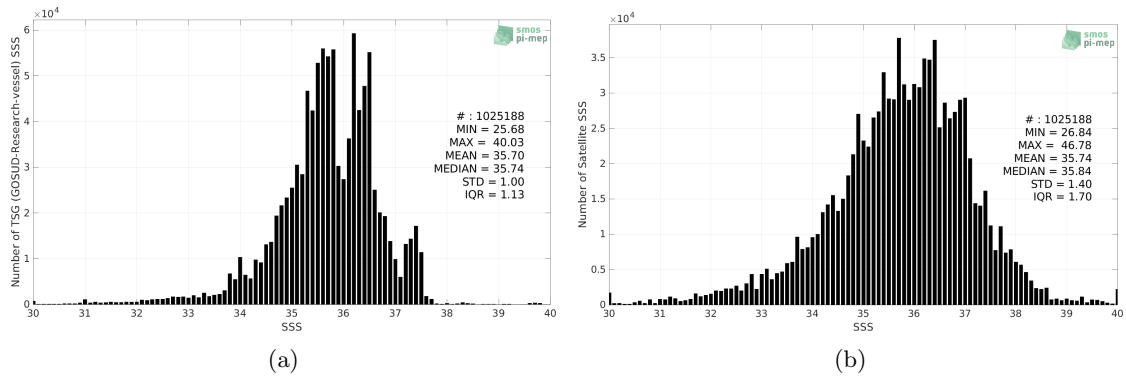 ×10⁴
smos
pi-mep
6
5
4
3
2
1
0
Number of TSG (GOSUD-Research-vessel) SSS
# : 1025188
MIN = 25.68
MAX = 40.03
MEAN = 35.70
MEDIAN = 35.74
STD = 1.00
IQR = 1.13
30 31 32 33 34 35 36 37 38 39 40
SSS
(a)
×10⁴
smos
pi-mep
3.5
3
2.5
2
1.5
1
0.5
0
Number of Satellite SSS
# : 1025188
MIN = 26.84
MAX = 46.78
MEAN = 35.74
MEDIAN = 35.84
STD = 1.40
IQR = 1.70
30 31 32 33 34 35 36 37 38 39 40
SSS
(b)